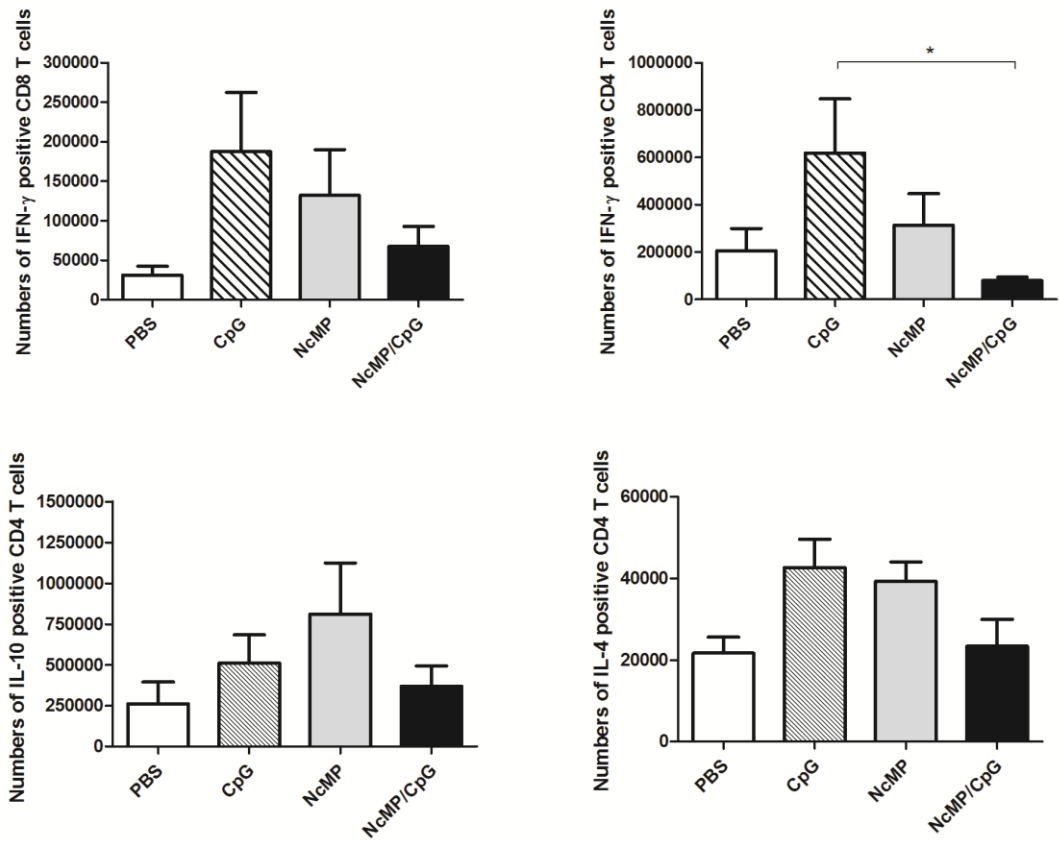 Numbers of IFN-γ positive CD8 T cells
300000
250000
200000
150000
100000
50000
0
PBS
CpG
NcMP
NcMP/CpG
Numbers of IFN-γ positive CD4 T cells
1000000
800000
600000
400000
200000
0
*
PBS
CpG
NcMP
NcMP/CpG
Numbers of IL-10 positive CD4 T cells
1500000
1250000
1000000
750000
500000
250000
0
PBS
CpG
NcMP
NcMP/CpG
Numbers of IL-4 positive CD4 T cells
60000
40000
20000
0
PBS
CpG
NcMP
NcMP/CpG